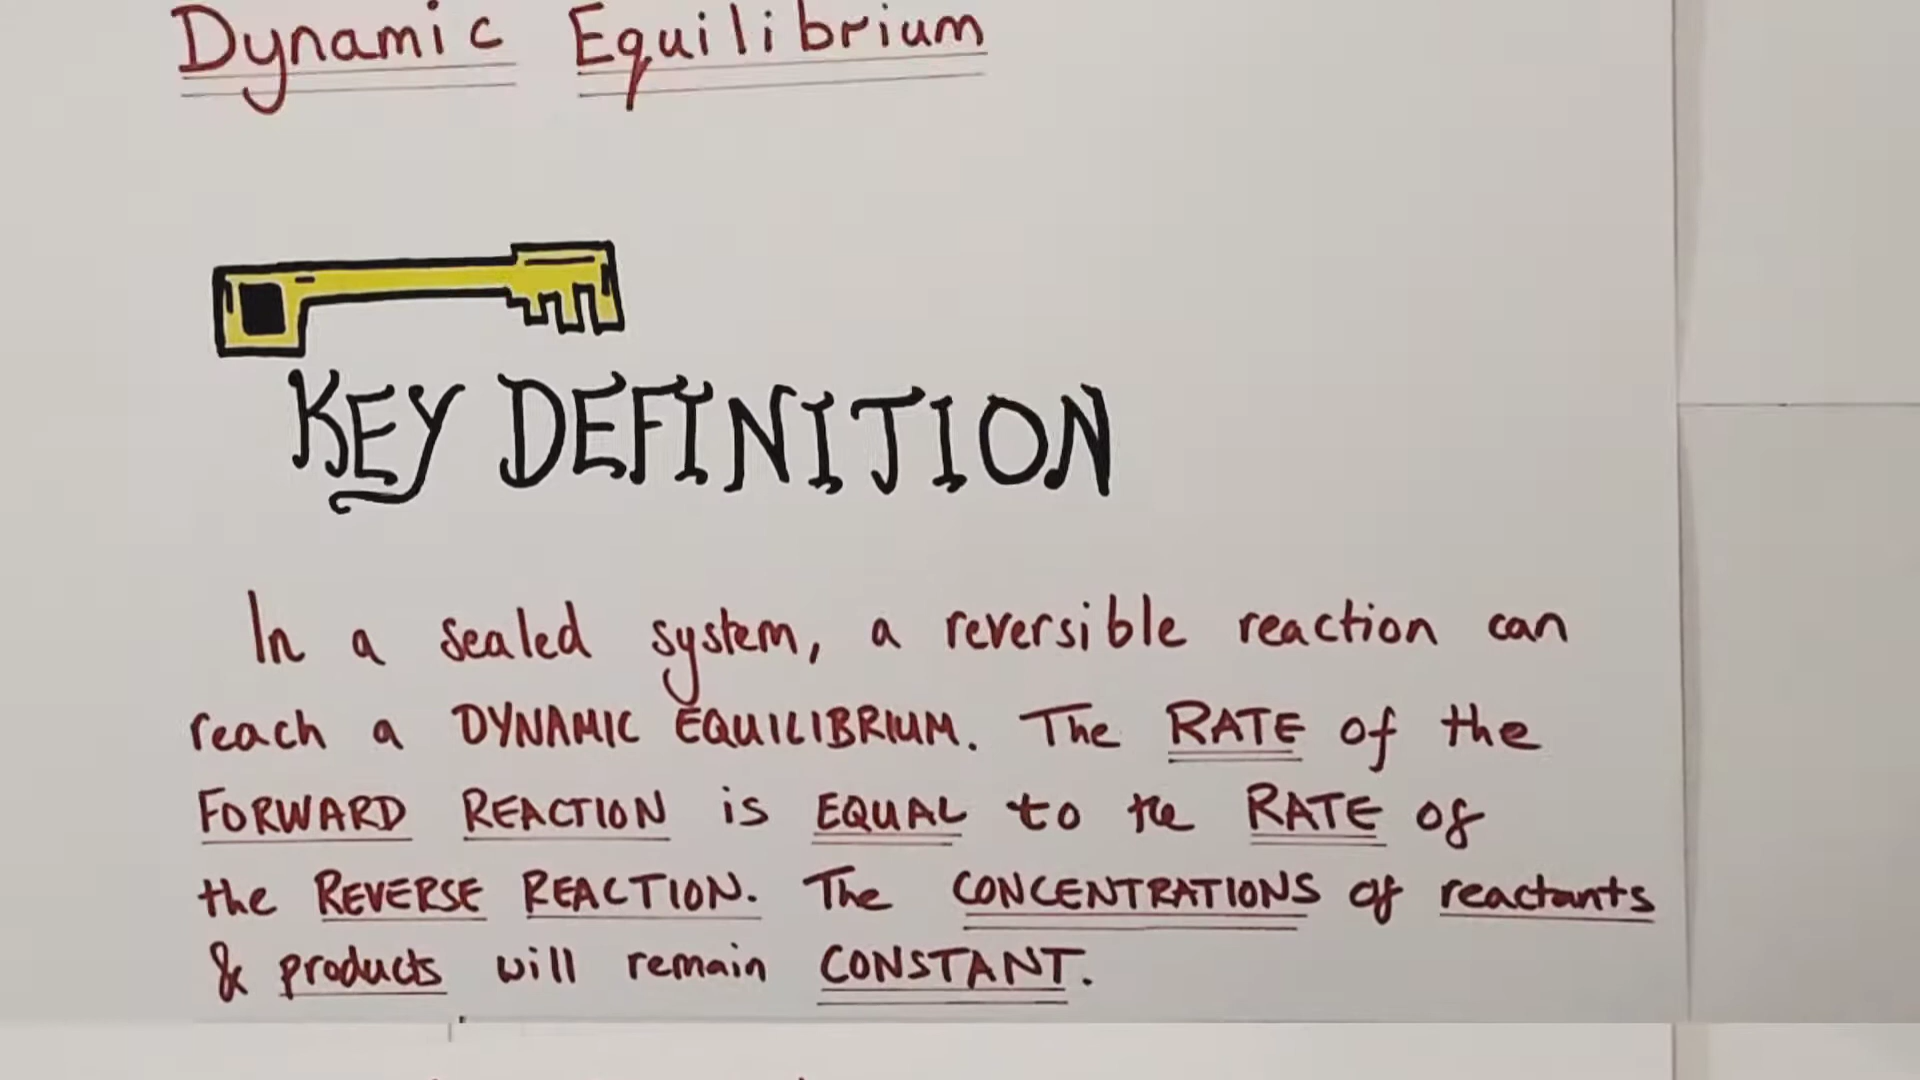 Dynamic Equilibrium
KEY DEFINITION
In a sealed system, a reversible reaction can
reach a DYNAMIC EQUILIBRIUM. The RATE of the
FORWARD REACTION is EQUAL to the RATE of
the REVERSE REACTION. The CONCENTRATIONS of reactants
& products will remain CONSTANT.